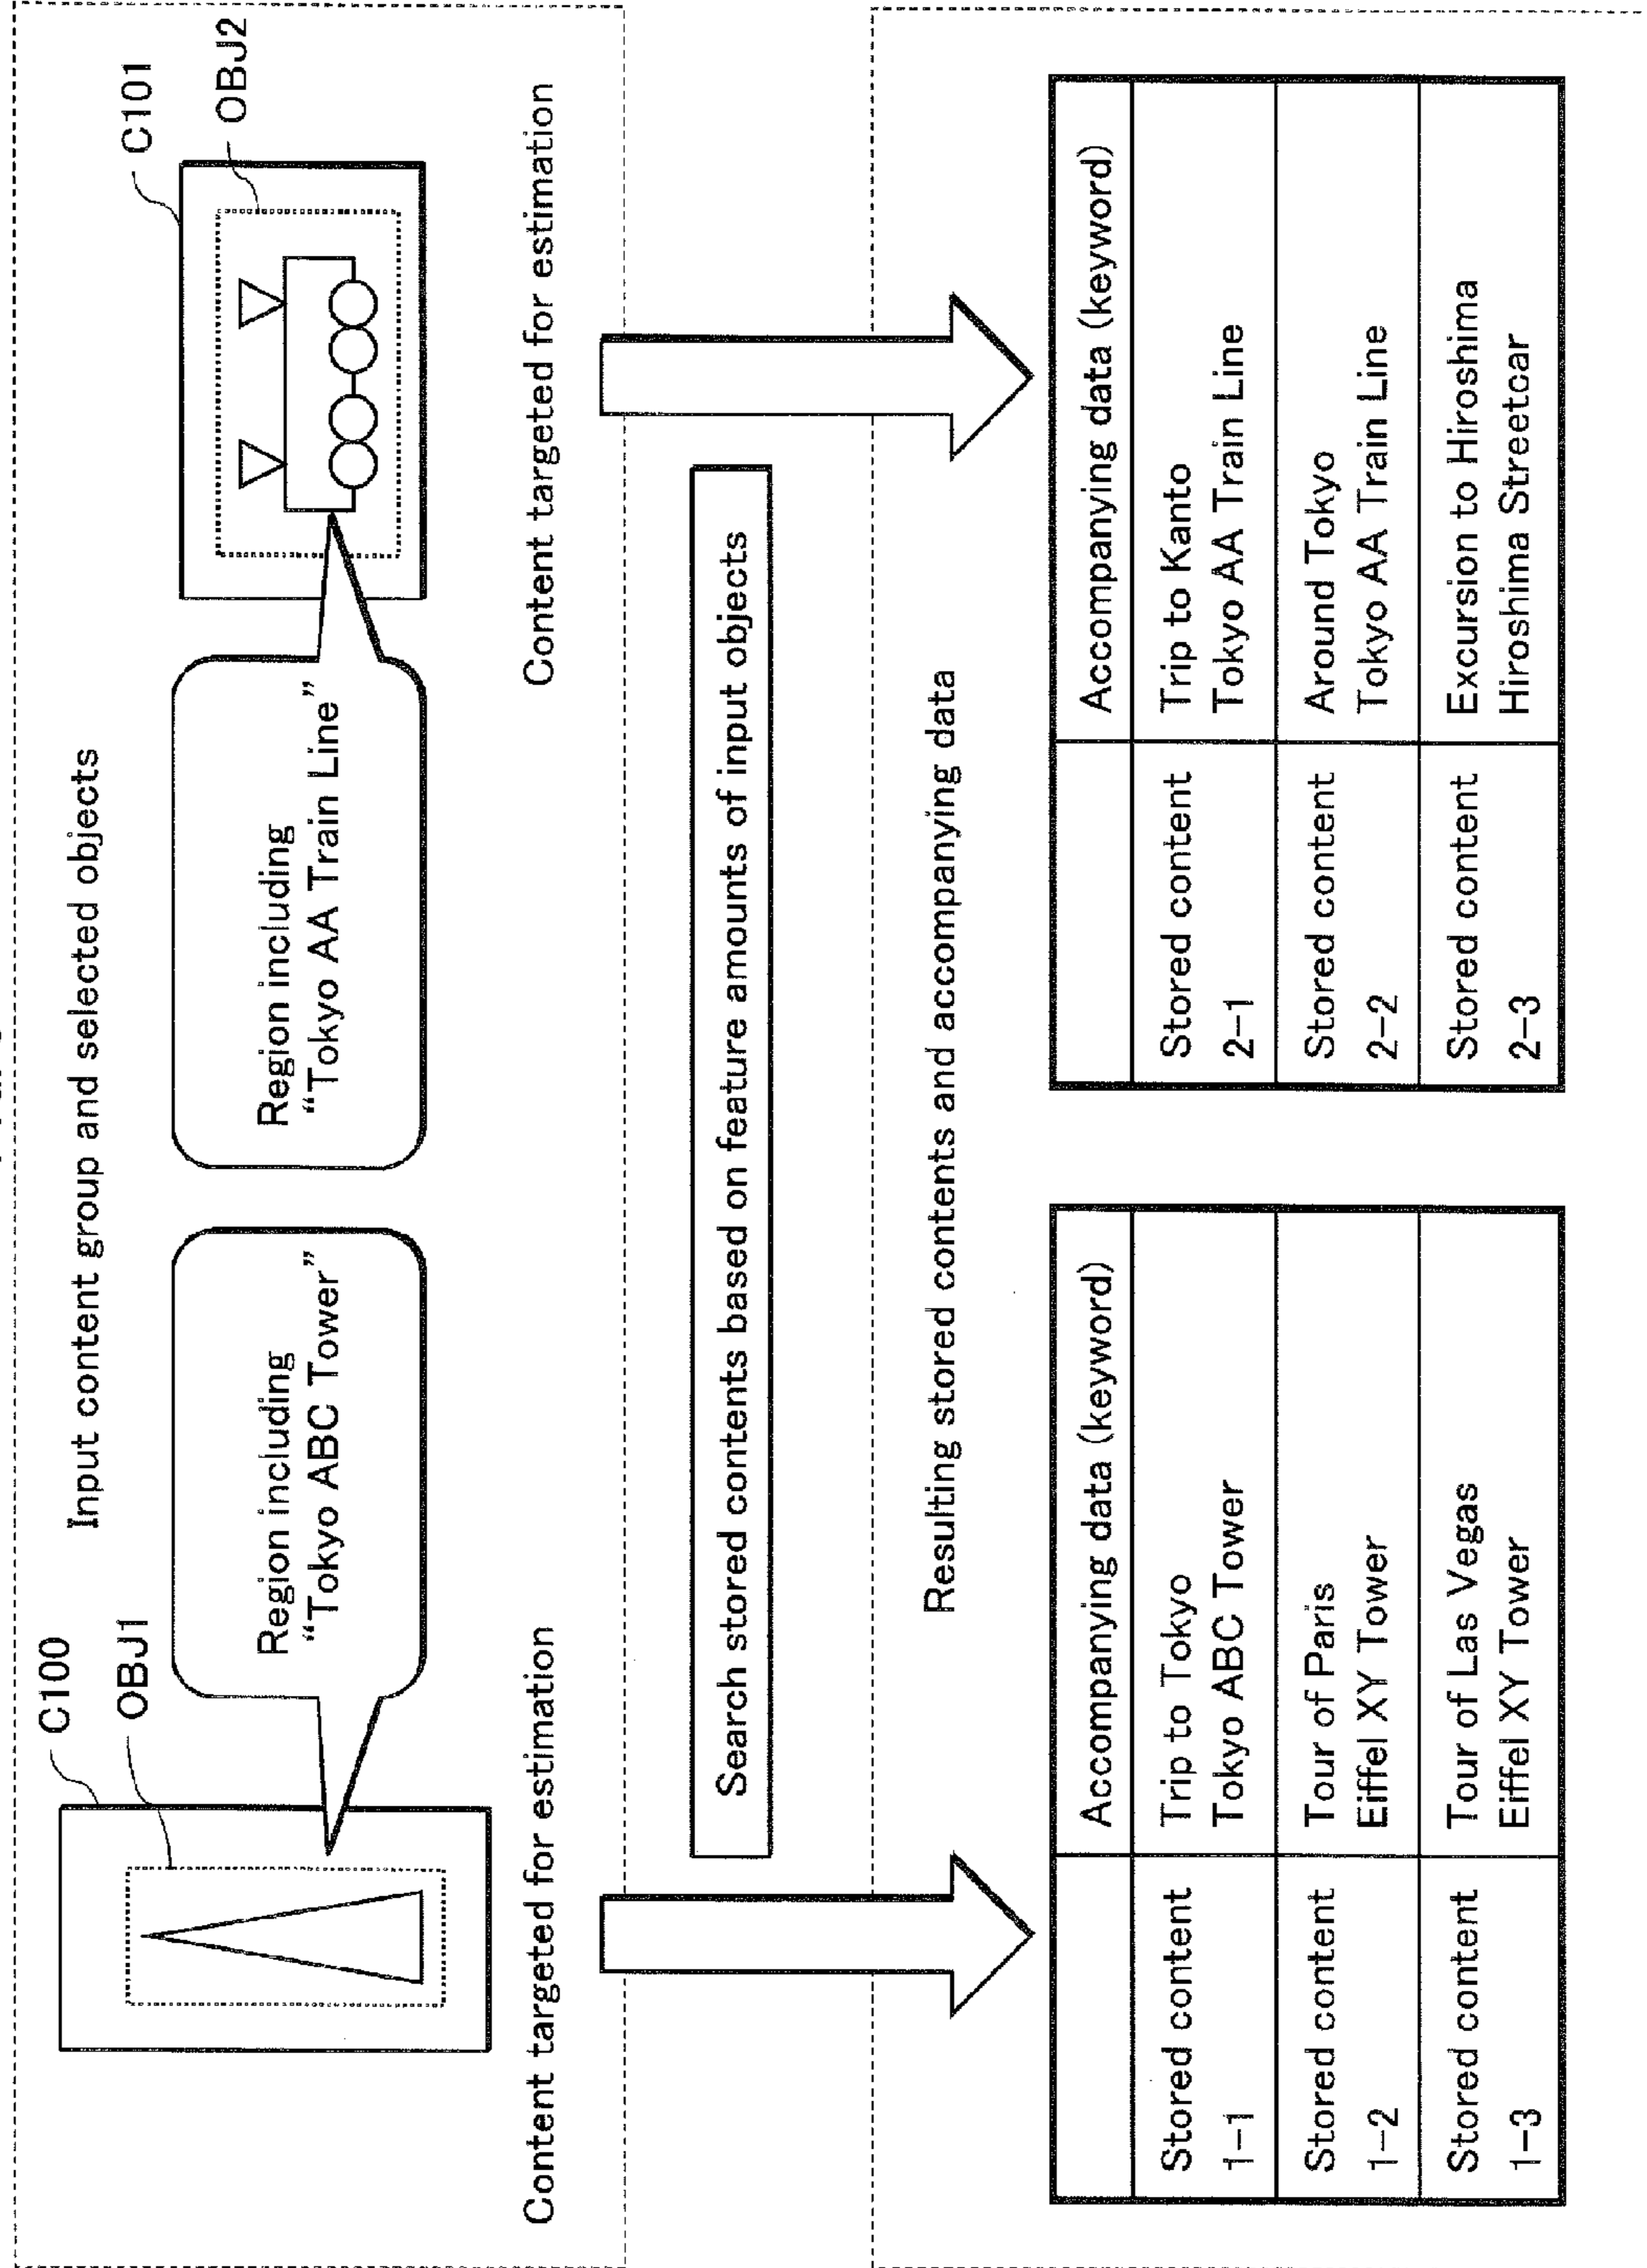 Input content group and selected objects
C100
OBJ1
Region including
“Tokyo ABC Tower”
Region including
“Tokyo AA Train Line”
C101
OBJ2
Content targeted for estimation
Content targeted for estimation
Search stored contents based on feature amounts of input objects
Resulting stored contents and accompanying data
Accompanying data (keyword)
Stored content
1-1
Trip to Tokyo
Tokyo ABC Tower
Stored content
1-2
Tour of Paris
Eiffel XY Tower
Stored content
1-3
Tour of Las Vegas
Eiffel XY Tower
Accompanying data (keyword)
Stored content
2-1
Trip to Kanto
Tokyo AA Train Line
Stored content
2-2
Around Tokyo
Tokyo AA Train Line
Stored content
2-3
Excursion to Hiroshima
Hiroshima Streetcar